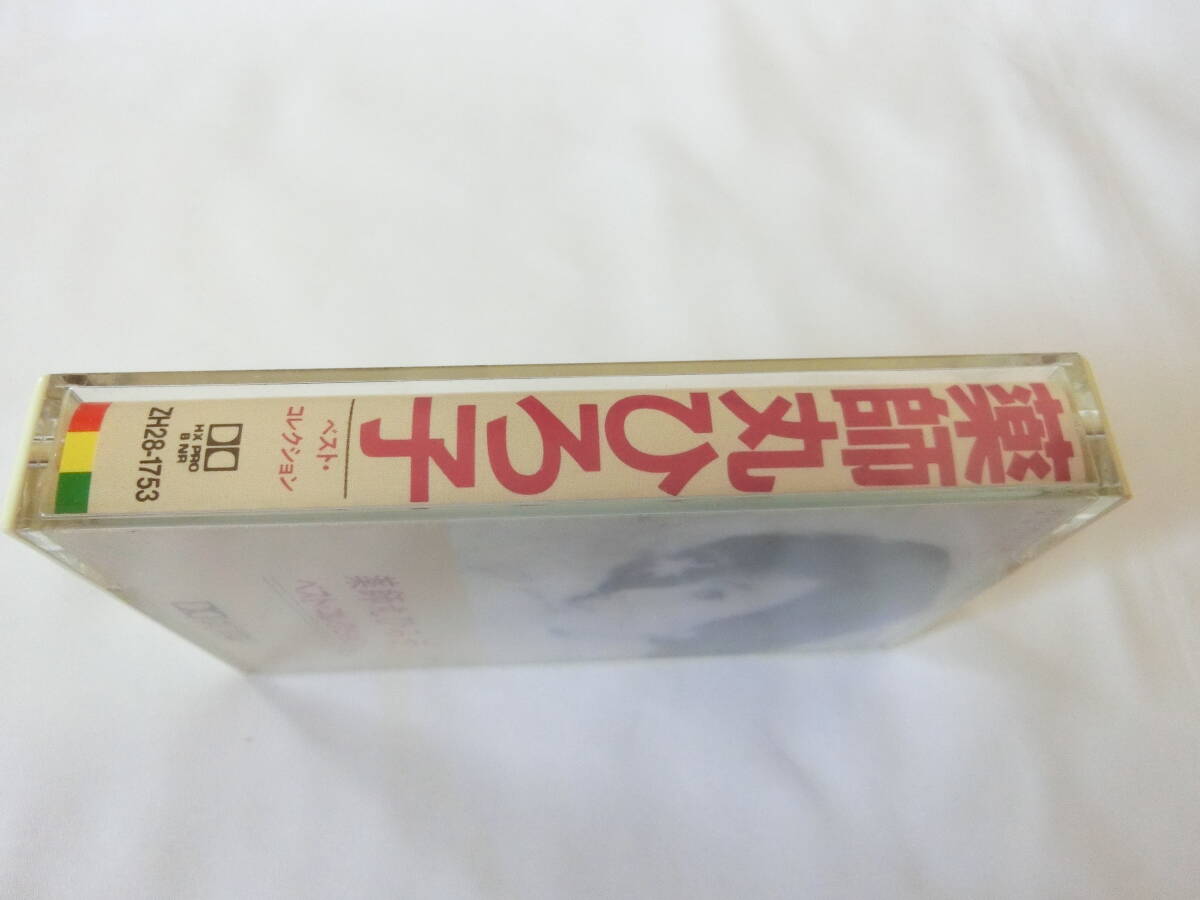 薬師丸ひろ子
ベスト・
コレクション
HX PRO
B NR
ZH28-1753